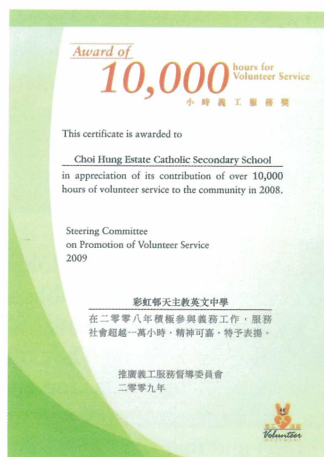 Award of
10,000 hours for
Volunteer Service
小時義工服務獎
This certificate is awarded to
Choi Hung Estate Catholic Secondary School
in appreciation of its contribution of over 10,000
hours of volunteer service to the community in 2008.
Steering Committee
on Promotion of Volunteer Service
2009
彩虹邨天主教英文中學
在二零零八年積極參與義務工作，服務
社會超越一萬小時，精神可嘉，特予表揚。
推廣義工服務督導委員會
二零零九年
Volunteer